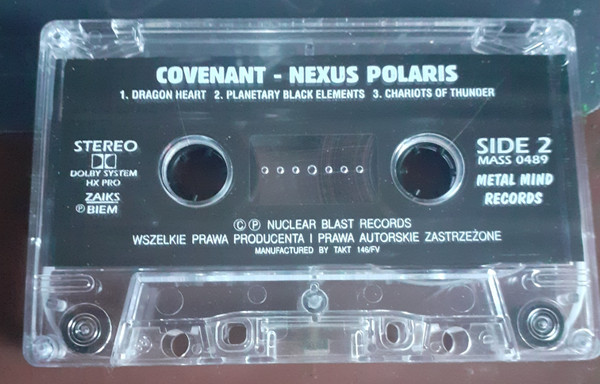 COVENANT - NEXUS POLARIS
1. DRAGON HEART 2. PLANETARY BLACK ELEMENTS 3. CHARIOTS OF THUNDER
STEREO
DOLBY SYSTEM
HX PRO
ZAIKS
Ⓟ BIEM
SIDE 2
MASS 0489
METAL MIND
RECORDS
© Ⓟ NUCLEAR BLAST RECORDS
WSZELKIE PRAWA PRODUCENTA I PRAWA AUTORSKIE ZASTRZEŻONE
MANUFACTURED BY TAKT 146/FV